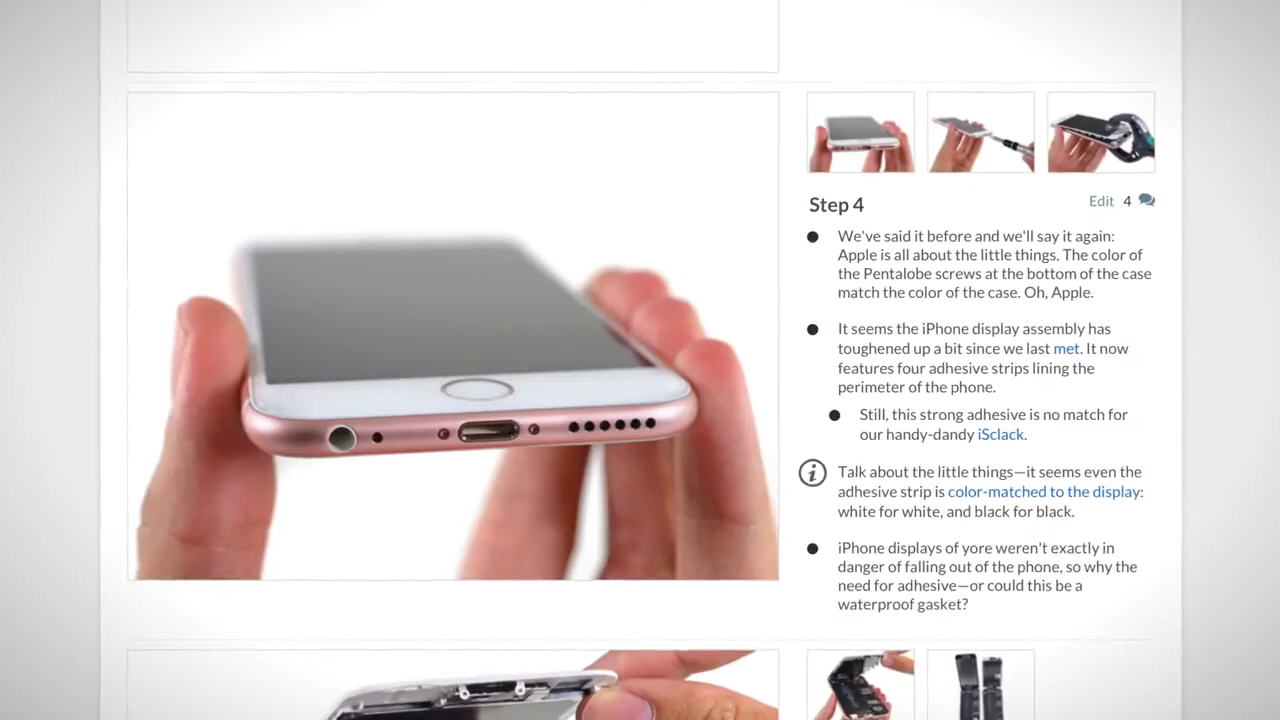 Step 4
Edit 4
We've said it before and we'll say it again:
Apple is all about the little things. The color of
the Pentalobe screws at the bottom of the case
match the color of the case. Oh, Apple.
It seems the iPhone display assembly has
toughened up a bit since we last met. It now
features four adhesive strips lining the
perimeter of the phone.
Still, this strong adhesive is no match for
our handy-dandy iSclack.
i
Talk about the little things—it seems even the
adhesive strip is color-matched to the display:
white for white, and black for black.
iPhone displays of yore weren't exactly in
danger of falling out of the phone, so why the
need for adhesive—or could this be a
waterproof gasket?